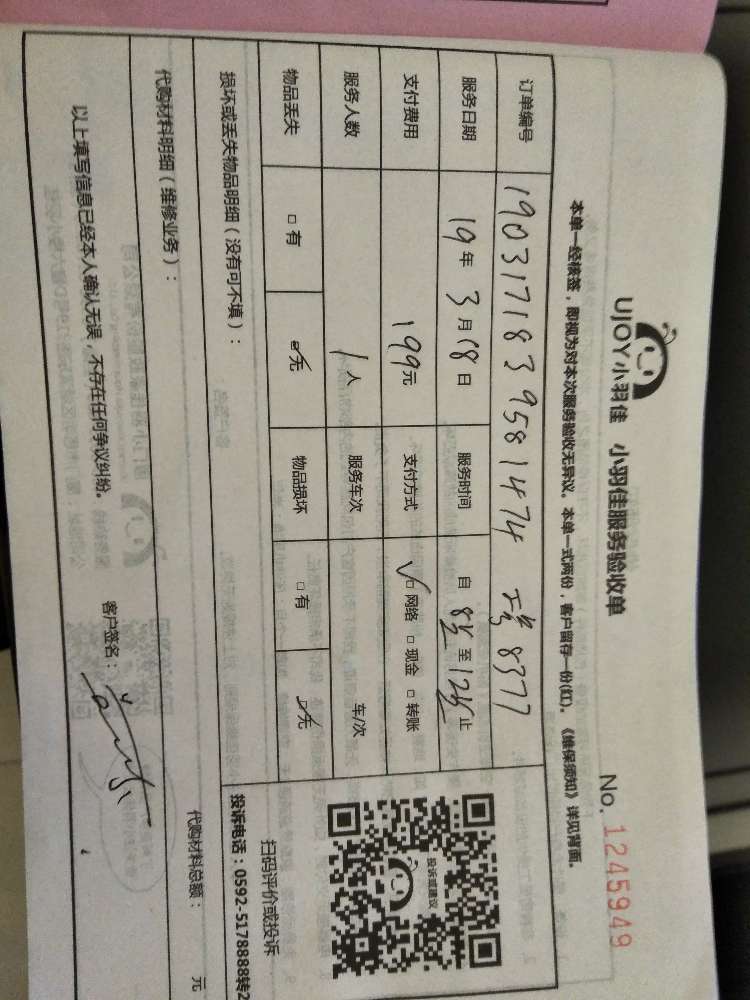 UJOY小羽佳 小羽佳服务验收单
No. 1245949
本单一经核签，即视为对本次服务验收无异议。本单一式两份，客户留存一份(红)。《维保须知》详见背面。
订单编号 190317183958 1474 工号 8377
服务日期 19年 3月 18日 服务时间 自 8 至 12 止
支付费用 199元 支付方式 √□网络 □现金 □转账
服务人数 1人 服务车次 车/次
物品丢失 □有 □无 物品损坏 □有 □无
投诉或建议
扫码评价或投诉
投诉电话：0592-5178888转2
损坏或丢失物品明细（没有可不填）：
代购材料明细（维修业务）： 代购材料总额： 元
以上填写信息已经本人确认无误，不存在任何争议纠纷。 客户签名：